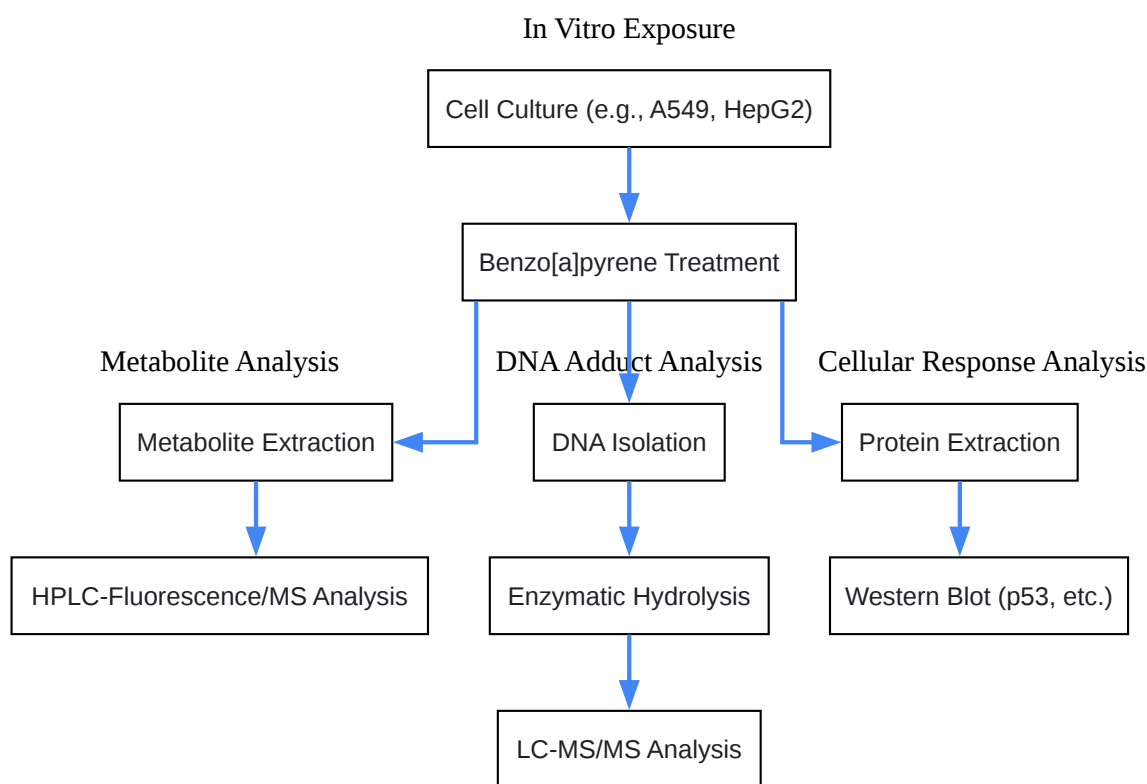 In Vitro Exposure
Cell Culture (e.g., A549, HepG2)
Benzo[a]pyrene Treatment
Metabolite Analysis
DNA Adduct Analysis
Cellular Response Analysis
Metabolite Extraction
DNA Isolation
Protein Extraction
HPLC-Fluorescence/MS Analysis
Enzymatic Hydrolysis
Western Blot (p53, etc.)
LC-MS/MS Analysis